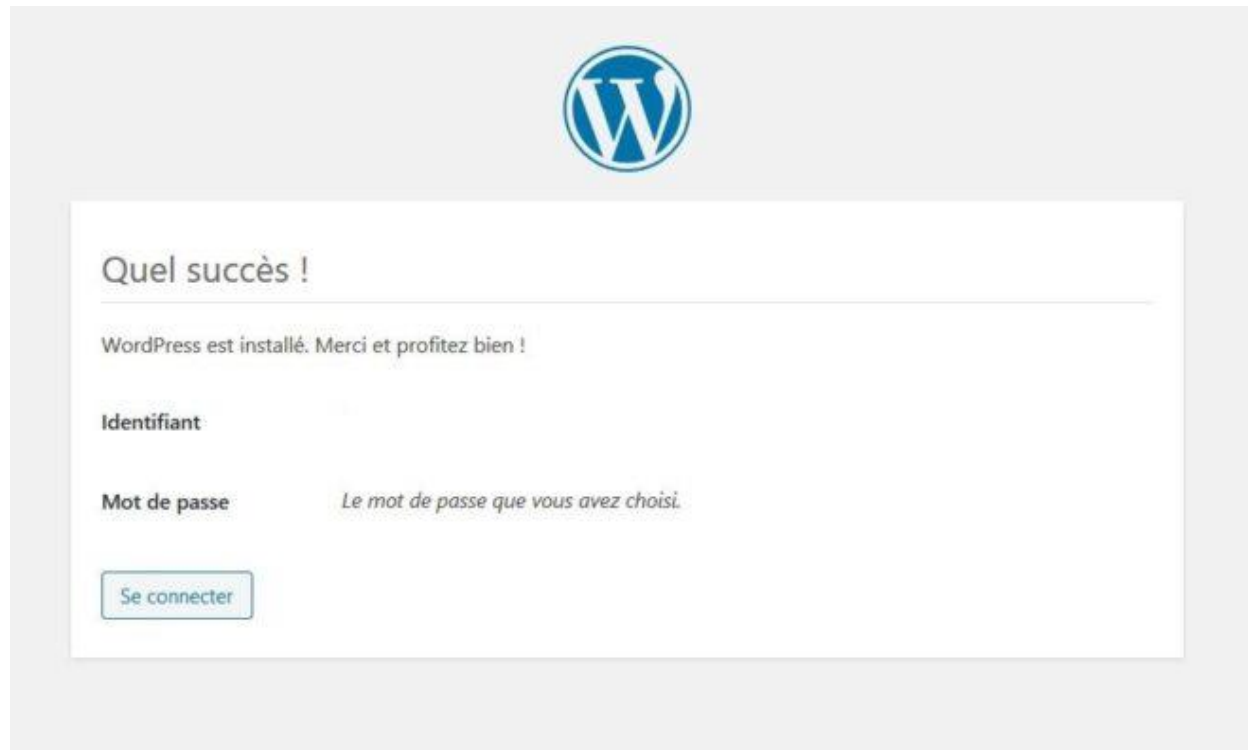 Quel succès !
WordPress est installé. Merci et profitez bien !
Identifiant
Mot de passe Le mot de passe que vous avez choisi.
Se connecter